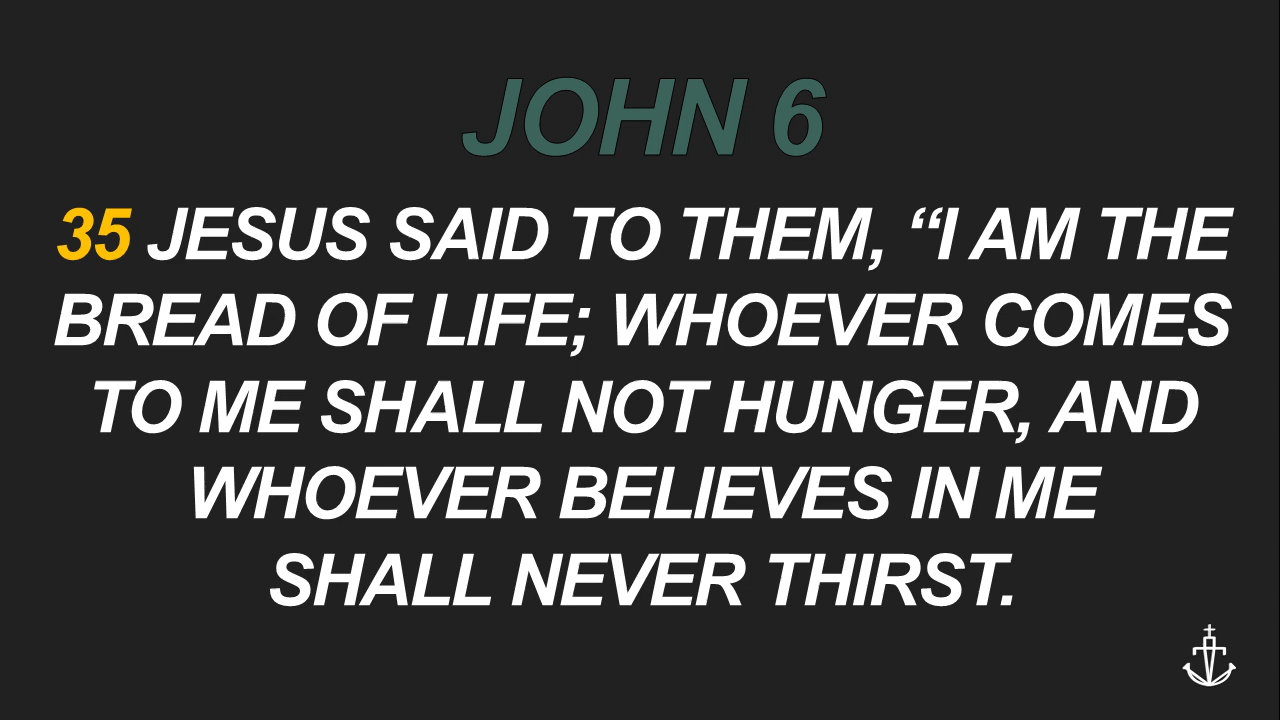 JOHN 6
35 JESUS SAID TO THEM, “I AM THE
BREAD OF LIFE; WHOEVER COMES
TO ME SHALL NOT HUNGER, AND
WHOEVER BELIEVES IN ME
SHALL NEVER THIRST.